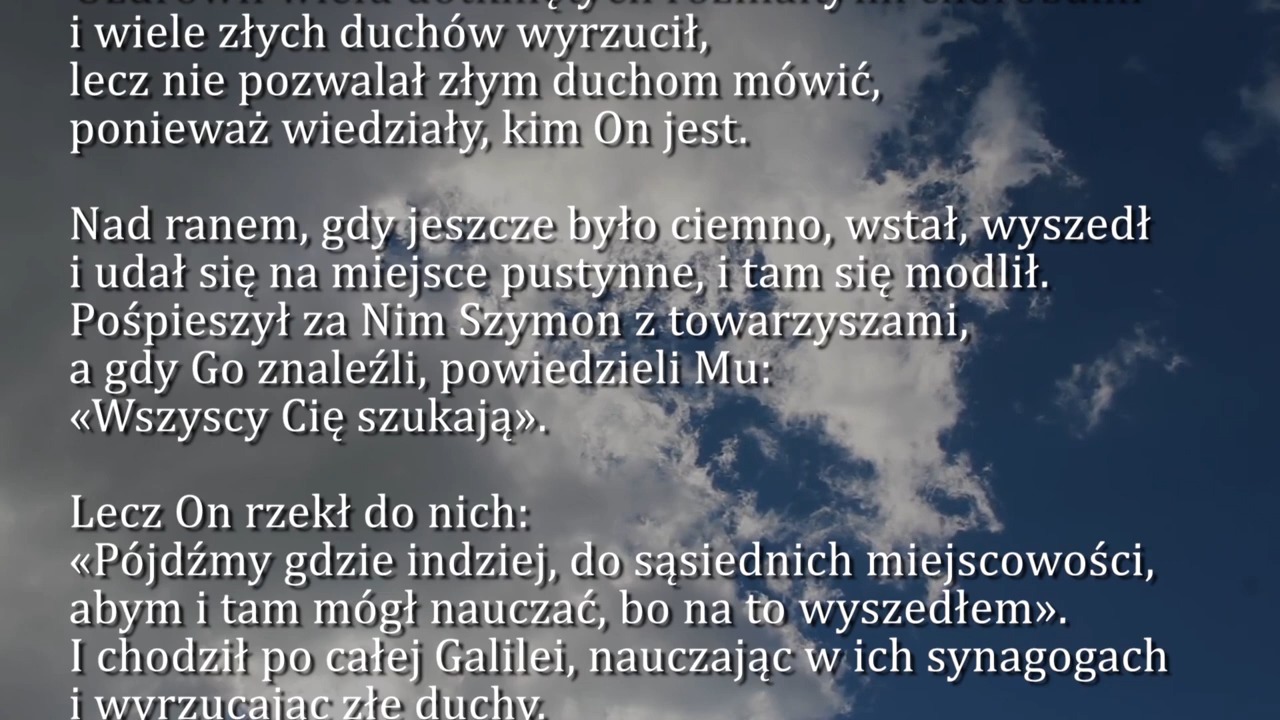 i wiele złych duchów wyrzucił,
lecz nie pozwalał złym duchom mówić,
ponieważ wiedziały, kim On jest.
Nad ranem, gdy jeszcze było ciemno, wstał, wyszedł
i udał się na miejsce pustynne, i tam się modlił.
Pośpieszył za Nim Szymon z towarzyszami,
a gdy Go znaleźli, powiedzieli Mu:
«Wszyscy Cię szukają».
Lecz On rzekł do nich:
«Pójdźmy gdzie indziej, do sąsiednich miejscowości,
abym i tam mógł nauczać, bo na to wyszedłem».
I chodził po całej Galilei, nauczając w ich synagogach
i wyrzucając złe duchy.